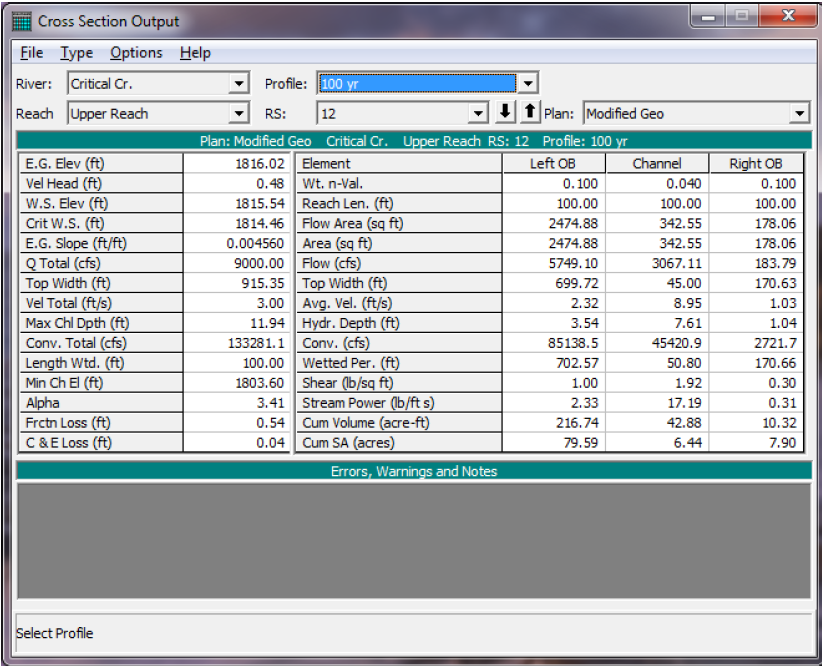 Cross Section Output
File Type Options Help
River: Critical Cr. Profile: 100 yr
Reach Upper Reach RS: 12 Plan: Modified Geo
Plan: Modified Geo Critical Cr. Upper Reach RS: 12 Profile: 100 yr
E.G. Elev (ft) 1816.02 Element Left OB Channel Right OB
Vel Head (ft) 0.48 Wt. n-Val. 0.100 0.040 0.100
W.S. Elev (ft) 1815.54 Reach Len. (ft) 100.00 100.00 100.00
Crit W.S. (ft) 1814.46 Flow Area (sq ft) 2474.88 342.55 178.06
E.G. Slope (ft/ft) 0.004560 Area (sq ft) 2474.88 342.55 178.06
Q Total (cfs) 9000.00 Flow (cfs) 5749.10 3067.11 183.79
Top Width (ft) 915.35 Top Width (ft) 699.72 45.00 170.63
Vel Total (ft/s) 3.00 Avg. Vel. (ft/s) 2.32 8.95 1.03
Max Chl Dpth (ft) 11.94 Hydr. Depth (ft) 3.54 7.61 1.04
Conv. Total (cfs) 133281.1 Conv. (cfs) 85138.5 45420.9 2721.7
Length Wtd. (ft) 100.00 Wetted Per. (ft) 702.57 50.80 170.66
Min Ch El (ft) 1803.60 Shear (lb/sq ft) 1.00 1.92 0.30
Alpha 3.41 Stream Power (lb/ft s) 2.33 17.19 0.31
Frctn Loss (ft) 0.54 Cum Volume (acre-ft) 216.74 42.88 10.32
C & E Loss (ft) 0.04 Cum SA (acres) 79.59 6.44 7.90
Errors, Warnings and Notes
Select Profile